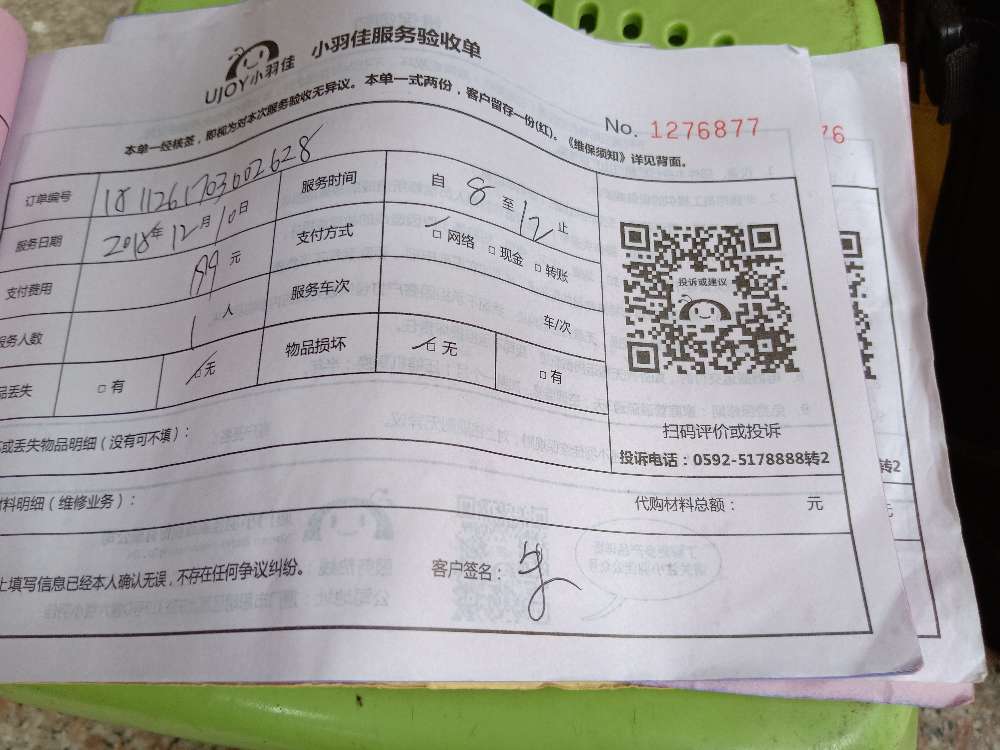 UJOY小羽佳 小羽佳服务验收单
本单一经核签，即视为对本次服务验收无异议。本单一式两份，客户留存一份(红)。《维保须知》详见背面。
No. 1276877
订单编号 1811261703002628 服务时间 自 8 至 12 止
服务日期 2018年12月10日 支付方式 □ 网络 □ 现金 □ 转账
支付费用 199 元 服务车次 车/次
服务人数 1 人 物品损坏 □ 无 □ 有
品丢失 □ 有 □ 无
投诉或建议
扫码评价或投诉
投诉电话：0592-5178888转2
或丢失物品明细（没有可不填）：
材料明细（维修业务）： 代购材料总额： 元
上填写信息已经本人确认无误，不存在任何争议纠纷。 客户签名：
76
转2
元